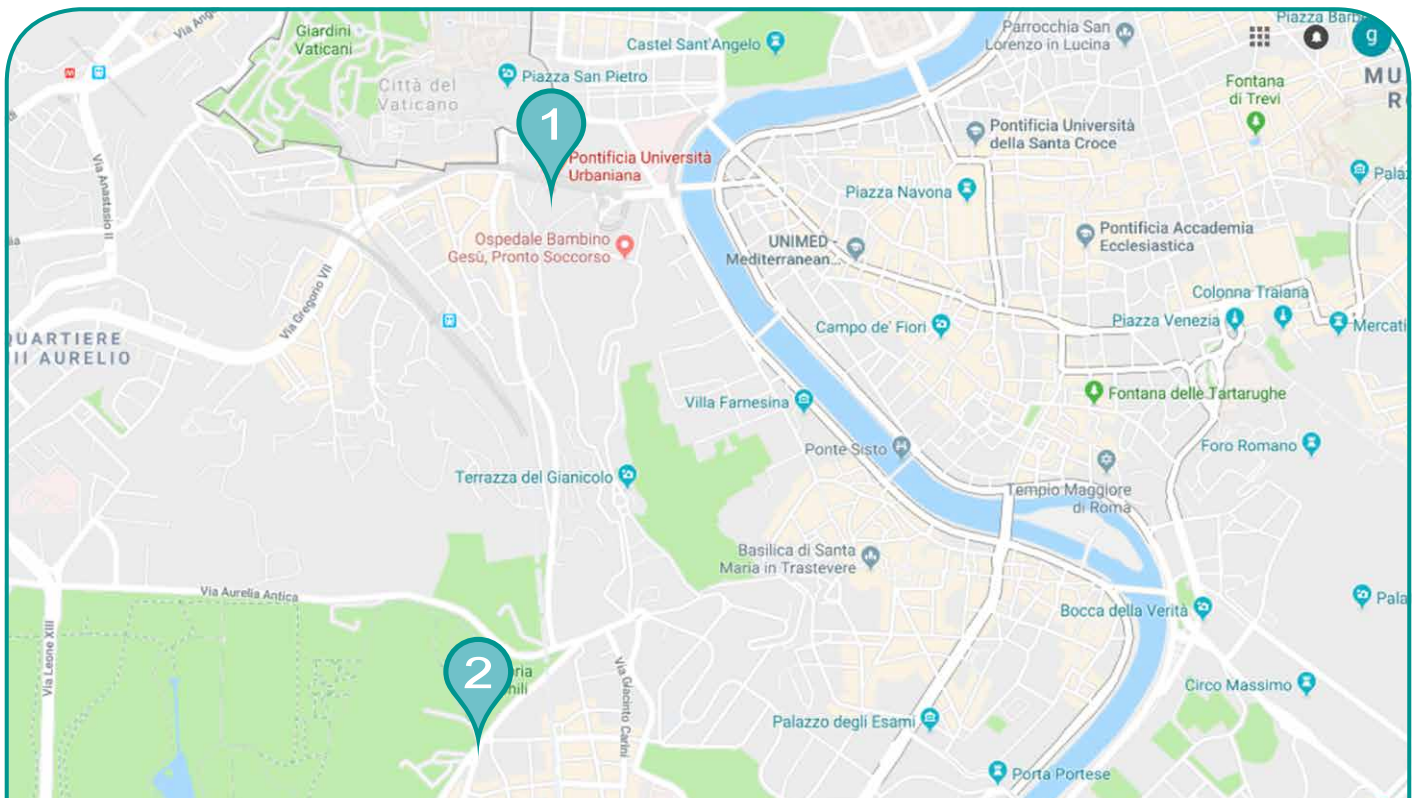 Giardini
Vaticani
Castel Sant'Angelo
Parrocchia San
Lorenzo in Lucina
g
Città del
Vaticano
Piazza San Pietro
Fontana
di Trevi
1
Pontificia Università
della Santa Croce
Pontificia Università
Urbaniana
Via Anastasio II
Piazza Navona
Ospedale Bambino
Gesù, Pronto Soccorso
UNIMED -
Mediterranean...
Pontificia Accademia
Ecclesiastica
Via Gregorio VII
Colonna Traiana
Piazza Venezia
Campo de' Fiori
Mercati
UARTIERE
II AURELIO
Villa Farnesina
Fontana delle Tartarughe
Ponte Sisto
Foro Romano
Terrazza del Gianicolo
Tempio Maggiore
di Roma
Basilica di Santa
Maria in Trastevere
Via Aurelia Antica
Bocca della Verità
Via Leone XIII
2
Via Giacinto Carini
Circo Massimo
Palazzo degli Esami
Porta Portese